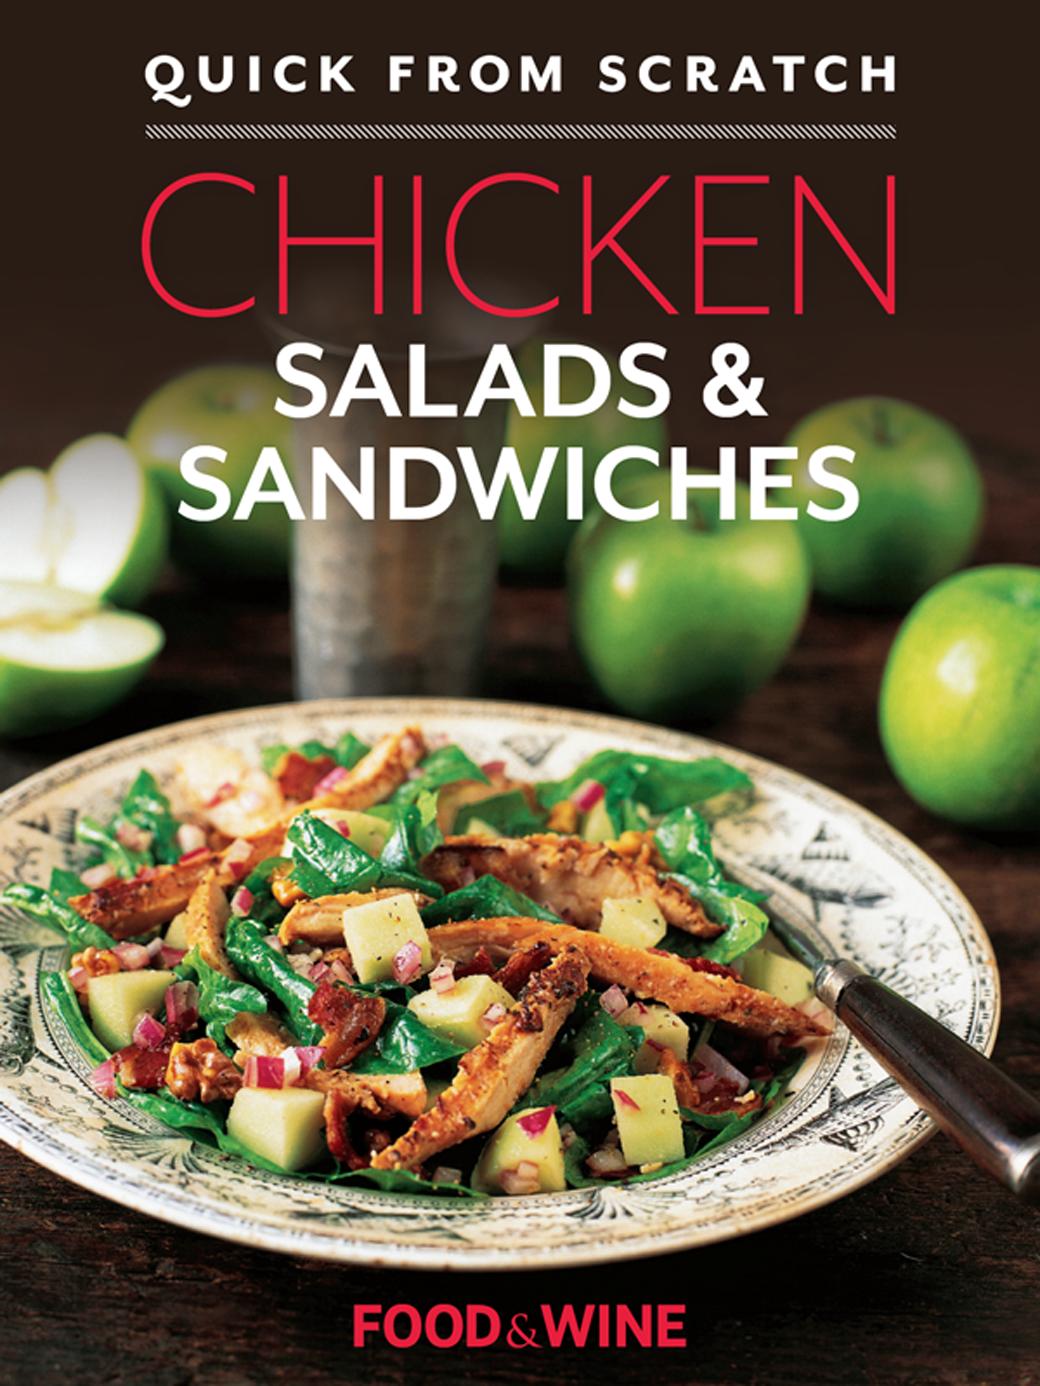 QUICK FROM SCRATCH
CHICKEN
SALADS &
SANDWICHES
FOOD&WINE